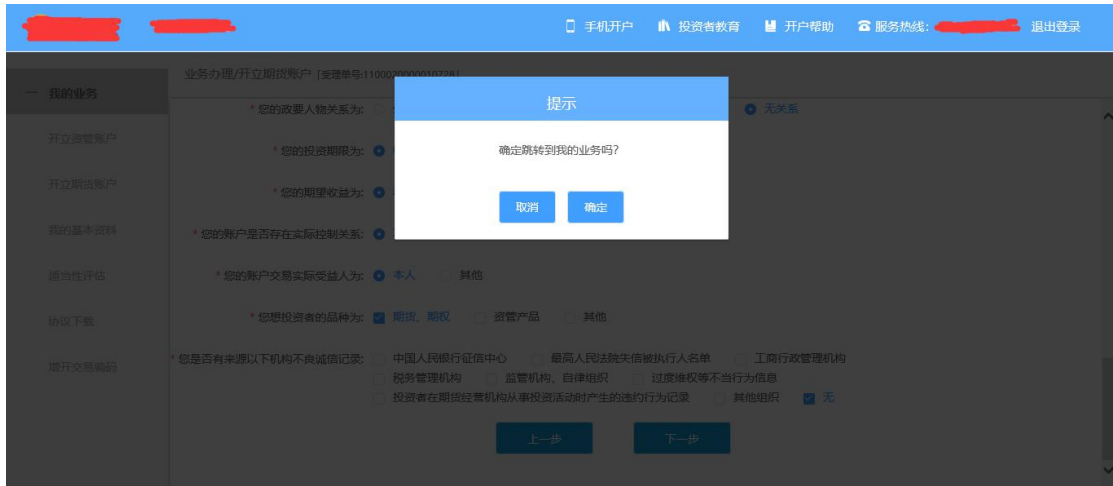 手机开户 投资者教育 开户帮助 服务热线: 退出登录
业务办理/开立期货账户 [受理单号:1100020000010728]
一 我的业务
开立资管账户
开立期货账户
我的基本资料
适当性评估
协议下载
增开交易编码
* 您的政要人物关系为: 无关系
* 您的投资期限为:
* 您的期望收益为:
* 您的账户是否存在实际控制关系:
* 您的账户交易实际受益人为: 本人 其他
* 您想投资者的品种为: 期货、期权 资管产品 其他
* 您是否有来源以下机构不良诚信记录: 中国人民银行征信中心 最高人民法院失信被执行人名单 工商行政管理机构
税务管理机构 监管机构、自律组织 过度维权等不当行为信息
投资者在期货经营机构从事投资活动时产生的违约行为记录 其他组织 无
上一步 下一步
提示
确定跳转到我的业务吗?
取消 确定